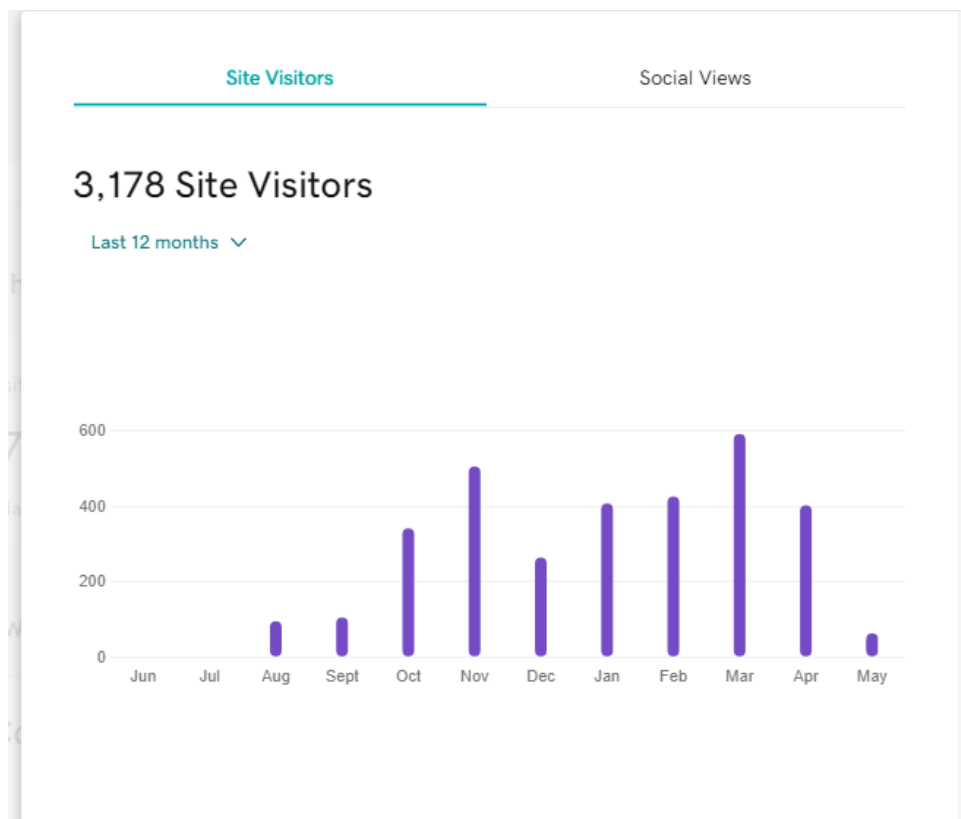 Site Visitors Social Views
3,178 Site Visitors
Last 12 months
600
400
200
0
Jun Jul Aug Sept Oct Nov Dec Jan Feb Mar Apr May